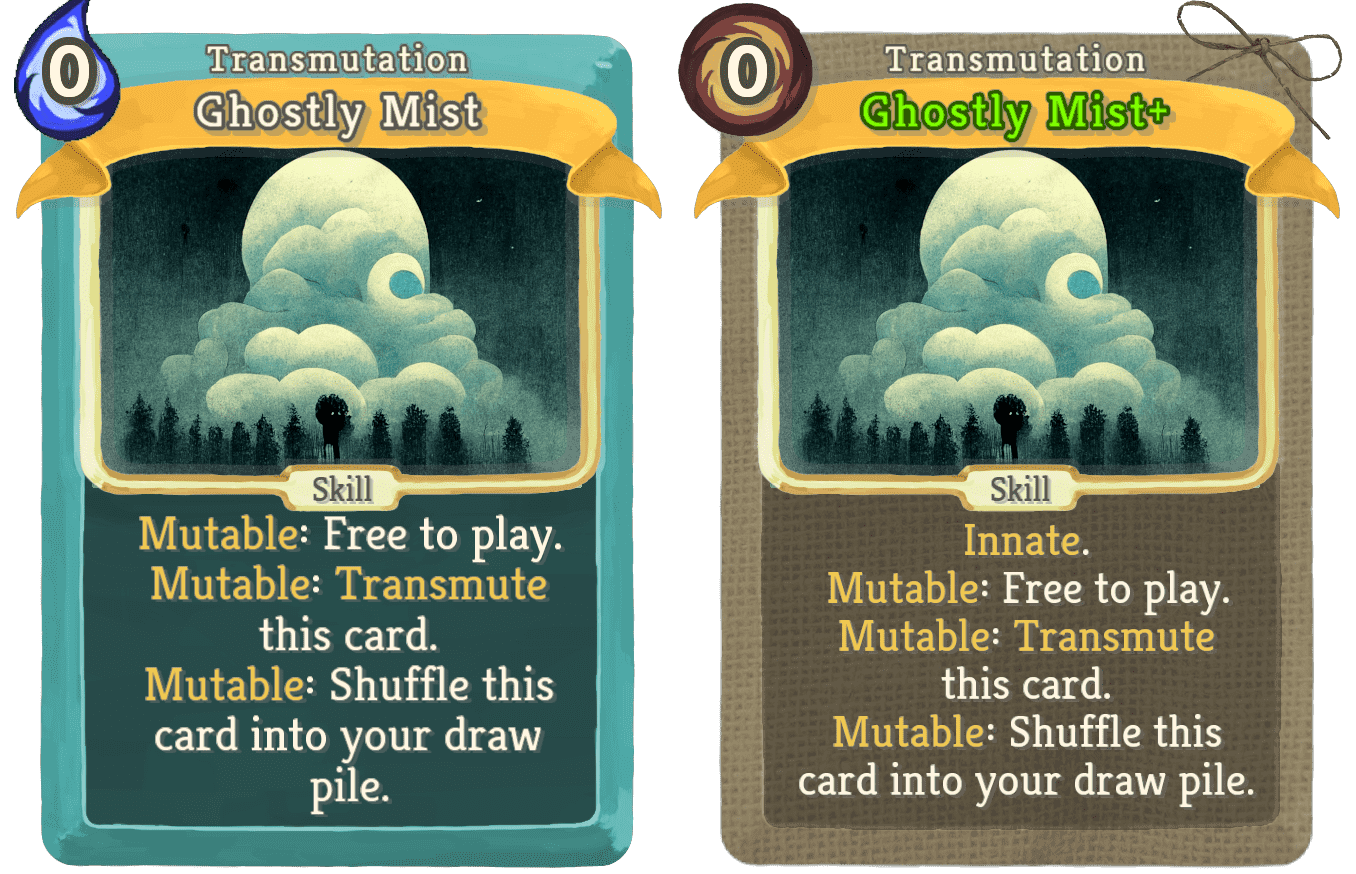 0
Transmutation
Ghostly Mist
Skill
Mutable: Free to play.
Mutable: Transmute
this card.
Mutable: Shuffle this
card into your draw
pile.
0
Transmutation
Ghostly Mist+
Skill
Innate.
Mutable: Free to play.
Mutable: Transmute
this card.
Mutable: Shuffle this
card into your draw pile.